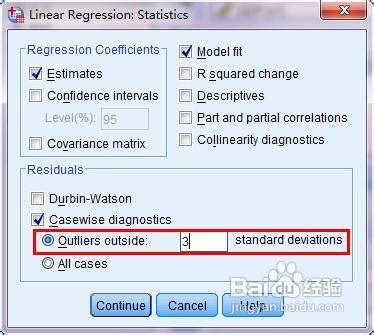 Linear Regression: Statistics
Regression Coefficients
Estimates
Confidence intervals
Level(%): 95
Covariance matrix
Model fit
R squared change
Descriptives
Part and partial correlations
Collinearity diagnostics
Residuals
Durbin-Watson
Casewise diagnostics
Outliers outside: 3 standard deviations
All cases
Continue Cancel Help
Baidu 经验
jingyan.baidu.com